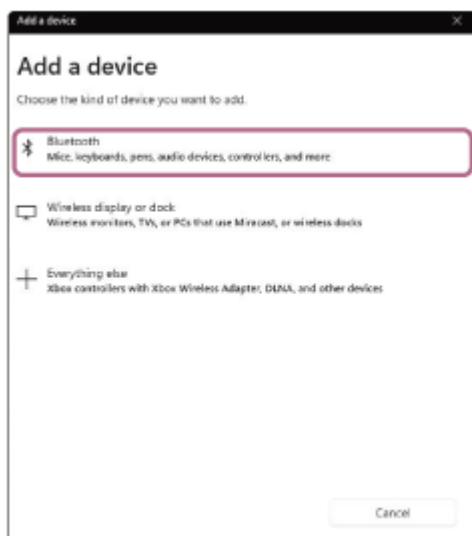 Add a device
Add a device
Choose the kind of device you want to add.
Bluetooth
Mice, keyboards, pens, audio devices, controllers, and more
Wireless display or dock
Wireless monitors, TVs, or PCs that use Miracast, or wireless docks
Everything else
Xbox controllers with Xbox Wireless Adapter, DLNA, and other devices
Cancel